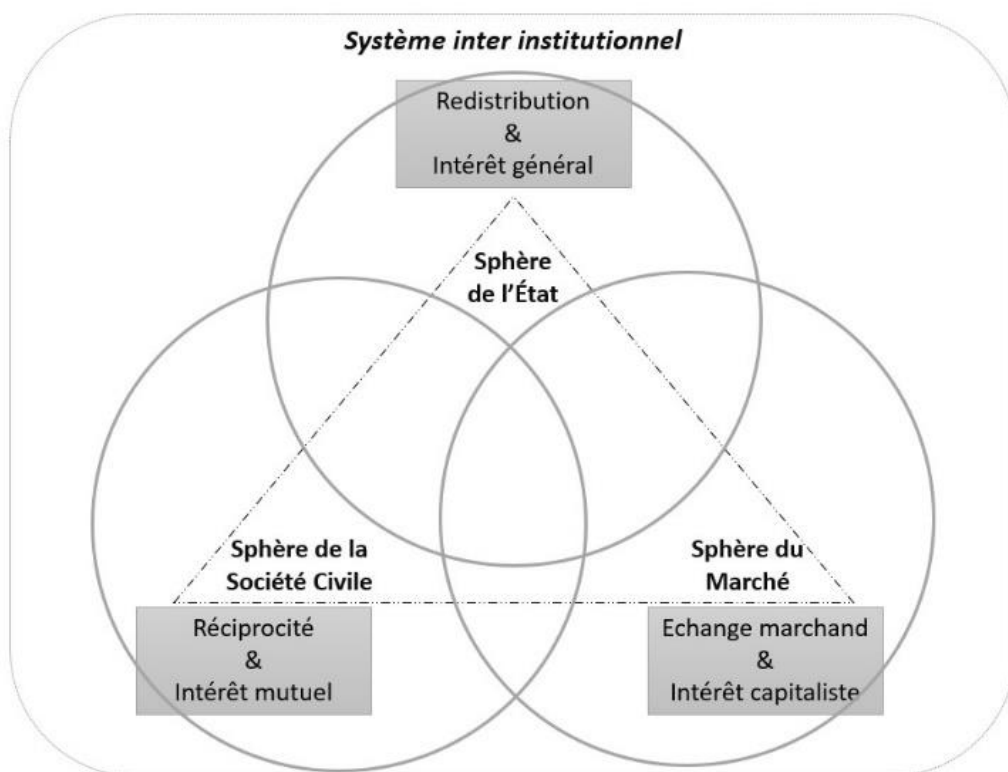 Système inter institutionnel
Redistribution
&
Intérêt général
Sphère
de l'État
Sphère de la
Société Civile
Sphère du
Marché
Réciprocité
&
Intérêt mutuel
Echange marchand
&
Intérêt capitaliste